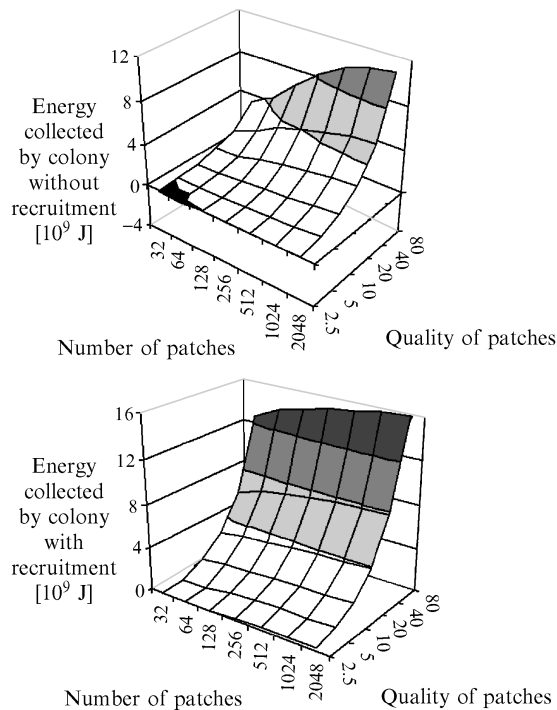 12
8
4
0
−4
Energy
collected
by colony
without
recruitment
[10⁹ J]
32
64
128
256
512
1024
2048
2.5
5
10
20
40
80
Number of patches
Quality of patches
16
12
8
4
0
Energy
collected
by colony
with
recruitment
[10⁹ J]
32
64
128
256
512
1024
2048
2.5
5
10
20
40
80
Number of patches
Quality of patches